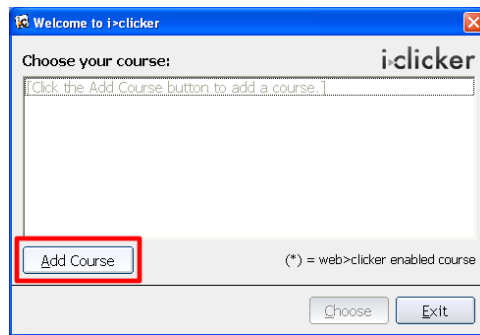 Welcome to i>clicker
Choose your course:
i>clicker
[Click the Add Course button to add a course.]
Add Course
(*) = web>clicker enabled course
Choose
Exit